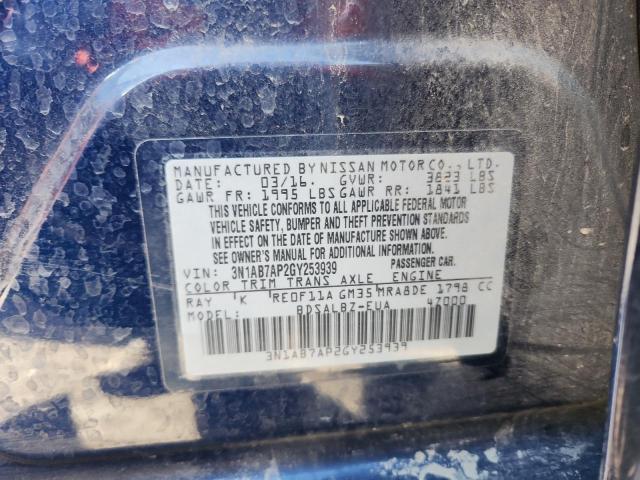 MANUFACTURED BY NISSAN MOTOR CO., LTD.
DATE: 03/16. GVWR: 3823 LBS
GAWR FR: 1995 LBS GAWR RR: 1841 LBS
THIS VEHICLE CONFORMS TO ALL APPLICABLE FEDERAL MOTOR
VEHICLE SAFETY, BUMPER AND THEFT PREVENTION STANDARDS
IN EFFECT ON THE DATE OF MANUFACTURE SHOWN ABOVE.
SEE OWNER'S MANUAL FOR ADDITIONAL INFORMATION.
VIN: 3N1AB7AP2GY253939 PASSENGER CAR.
COLOR TRIM TRANS AXLE ENGINE
RAY K RE0F11A GM35 MRA8DE 1798 CC
BDSALBZ-EUA 47000
3N1AB7AP2GY253939